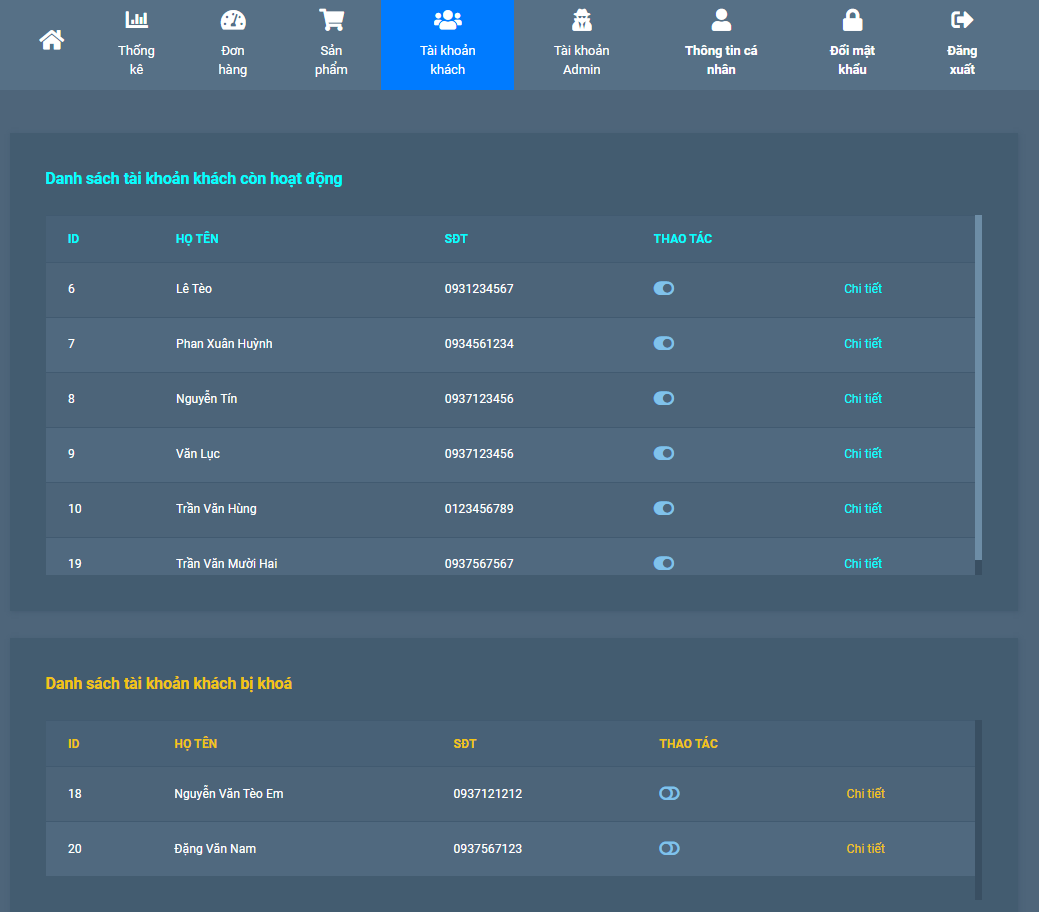 Thống kê
Đơn hàng
Sản phẩm
Tài khoản khách
Tài khoản Admin
Thông tin cá nhân
Đổi mật khẩu
Đăng xuất
Danh sách tài khoản khách còn hoạt động
ID HỌ TÊN SĐT THAO TÁC
6 Lê Tèo 0931234567 Chi tiết
7 Phan Xuân Huỳnh 0934561234 Chi tiết
8 Nguyễn Tín 0937123456 Chi tiết
9 Văn Lục 0937123456 Chi tiết
10 Trần Văn Hùng 0123456789 Chi tiết
19 Trần Văn Mười Hai 0937567567 Chi tiết
Danh sách tài khoản khách bị khoá
ID HỌ TÊN SĐT THAO TÁC
18 Nguyễn Văn Tèo Em 0937121212 Chi tiết
20 Đặng Văn Nam 0937567123 Chi tiết